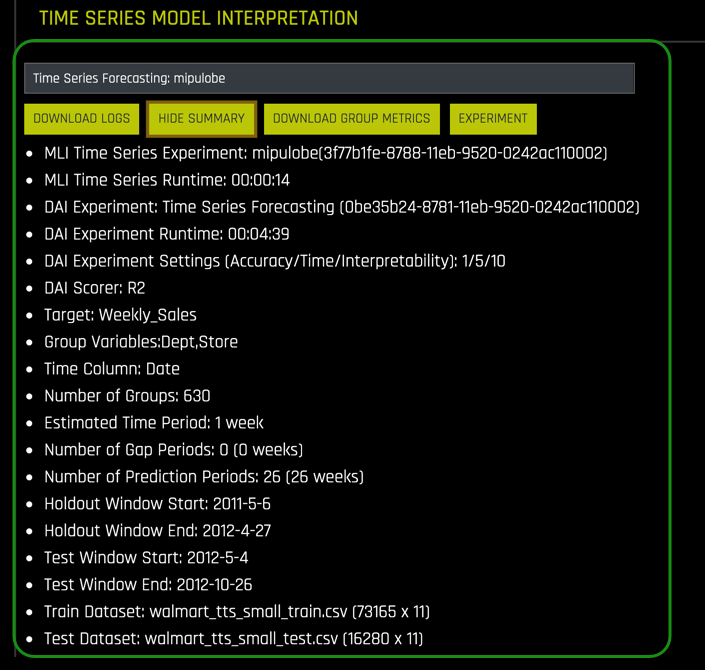 TIME SERIES MODEL INTERPRETATION
Time Series Forecasting: mipulobe
DOWNLOAD LOGS HIDE SUMMARY DOWNLOAD GROUP METRICS EXPERIMENT
• MLI Time Series Experiment: mipulobe(3f77b1fe-8788-11eb-9520-0242ac110002)
• MLI Time Series Runtime: 00:00:14
• DAI Experiment: Time Series Forecasting (0be35b24-8781-11eb-9520-0242ac110002)
• DAI Experiment Runtime: 00:04:39
• DAI Experiment Settings (Accuracy/Time/Interpretability): 1/5/10
• DAI Scorer: R2
• Target: Weekly_Sales
• Group Variables:Dept,Store
• Time Column: Date
• Number of Groups: 630
• Estimated Time Period: 1 week
• Number of Gap Periods: 0 (0 weeks)
• Number of Prediction Periods: 26 (26 weeks)
• Holdout Window Start: 2011-5-6
• Holdout Window End: 2012-4-27
• Test Window Start: 2012-5-4
• Test Window End: 2012-10-26
• Train Dataset: walmart_tts_small_train.csv (73165 x 11)
• Test Dataset: walmart_tts_small_test.csv (16280 x 11)